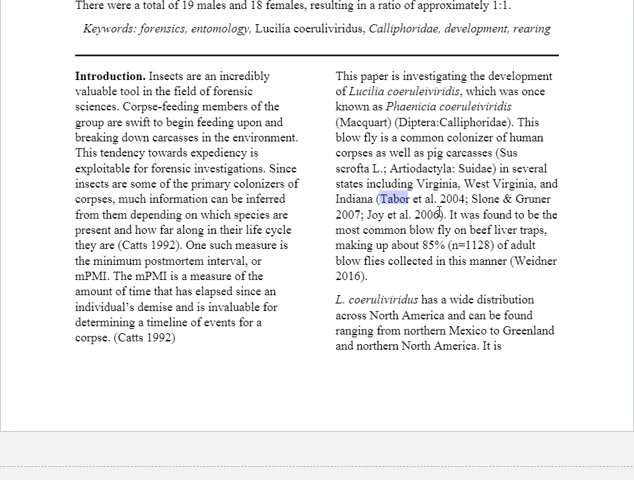 There were a total of 19 males and 18 females, resulting in a ratio of approximately 1:1.
Keywords: forensics, entomology, Lucilia coeruliviridus, Calliphoridae, development, rearing
Introduction. Insects are an incredibly
valuable tool in the field of forensic
sciences. Corpse-feeding members of the
group are swift to begin feeding upon and
breaking down carcasses in the environment.
This tendency towards expediency is
exploitable for forensic investigations. Since
insects are some of the primary colonizers of
corpses, much information can be inferred
from them depending on which species are
present and how far along in their life cycle
they are (Catts 1992). One such measure is
the minimum postmortem interval, or
mPMI. The mPMI is a measure of the
amount of time that has elapsed since an
individual’s demise and is invaluable for
determining a timeline of events for a
corpse. (Catts 1992)
This paper is investigating the development
of Lucilia coeruleiviridis, which was once
known as Phaenicia coeruleiviridis
(Macquart) (Diptera:Calliphoridae). This
blow fly is a common colonizer of human
corpses as well as pig carcasses (Sus
scrofta L.; Artiodactyla: Suidae) in several
states including Virginia, West Virginia, and
Indiana (Tabor et al. 2004; Slone & Gruner
2007; Joy et al. 2006). It was found to be the
most common blow fly on beef liver traps,
making up about 85% (n=1128) of adult
blow flies collected in this manner (Weidner
2016).
L. coeruliviridus has a wide distribution
across North America and can be found
ranging from northern Mexico to Greenland
and northern North America. It is